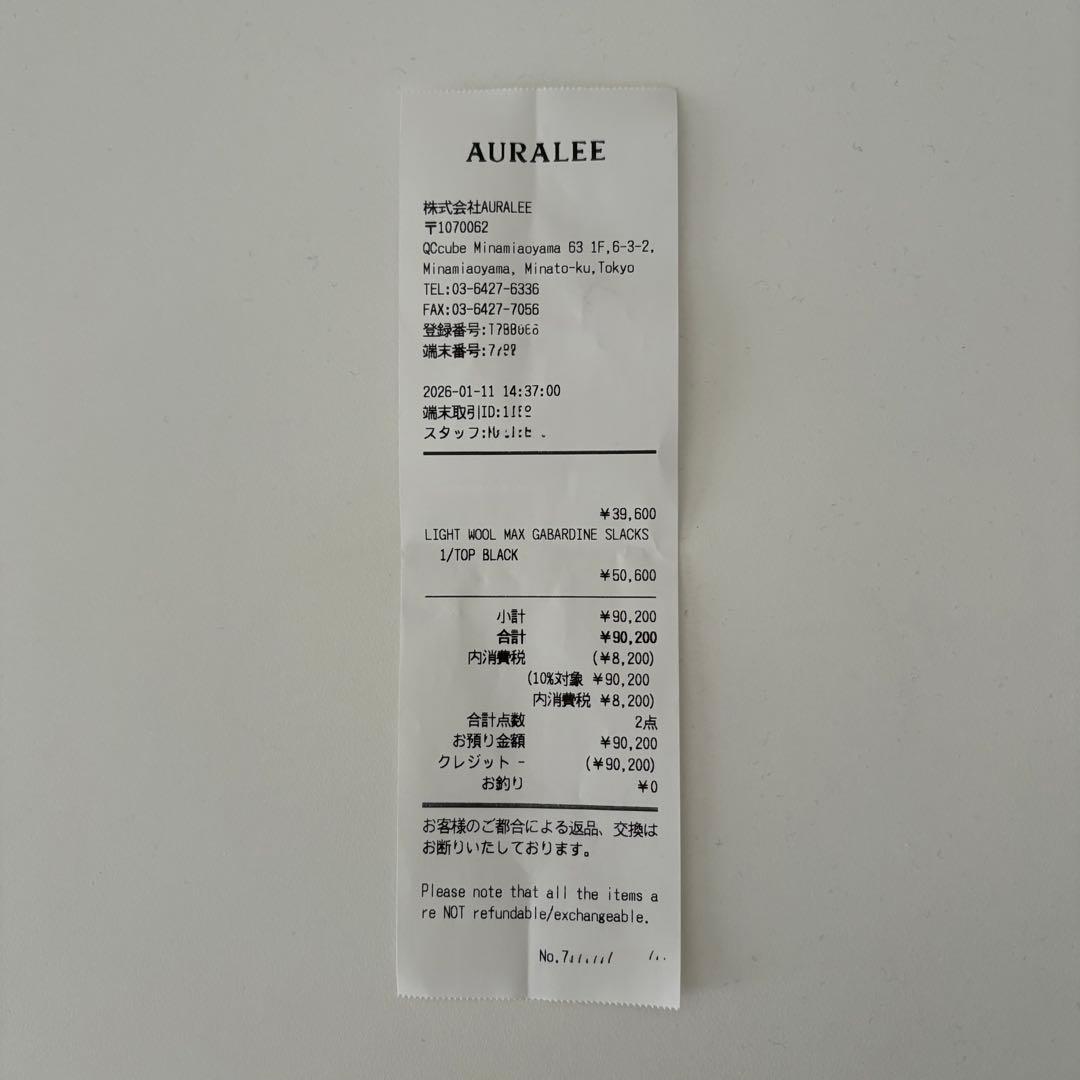 AURALEE
株式会社AURALEE
〒1070062
QCcube Minamiaoyama 63 1F,6-3-2,
Minamiaoyama, Minato-ku,Tokyo
TEL:03-6427-6336
FAX:03-6427-7056
登録番号:
端末番号:
2026-01-11 14:37:00
端末取引ID:
スタッフ:
¥39,600
LIGHT WOOL MAX GABARDINE SLACKS
1/TOP BLACK
¥50,600
小計 ¥90,200
合計 ¥90,200
内消費税 (¥8,200)
(10%対象 ¥90,200
内消費税 ¥8,200)
合計点数 2点
お預り金額 ¥90,200
クレジット - (¥90,200)
お釣り ¥0
お客様のご都合による返品、交換は
お断りいたしております。
Please note that all the items a
re NOT refundable/exchangeable.